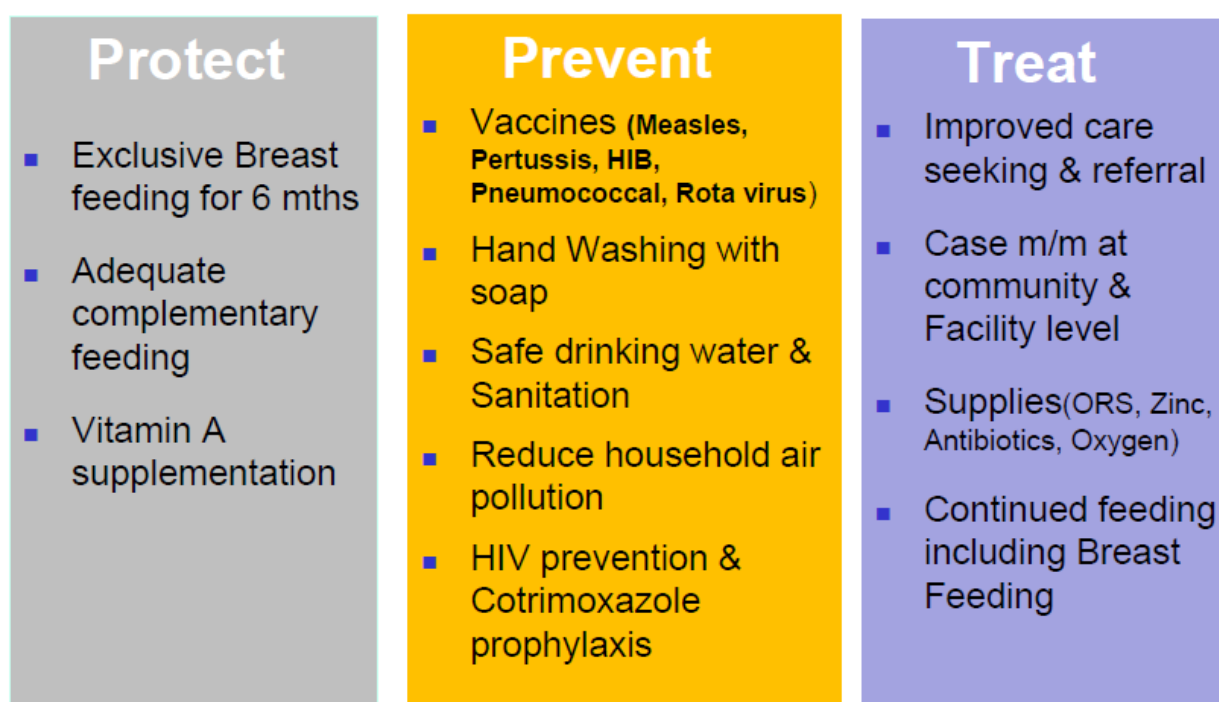 Protect
■ Exclusive Breast
feeding for 6 mths
■ Adequate
complementary
feeding
■ Vitamin A
supplementation
Prevent
■ Vaccines (Measles,
Pertussis, HIB,
Pneumococcal, Rota virus)
■ Hand Washing with
soap
■ Safe drinking water &
Sanitation
■ Reduce household air
pollution
■ HIV prevention &
Cotrimoxazole
prophylaxis
Treat
■ Improved care
seeking & referral
■ Case m/m at
community &
Facility level
■ Supplies(ORS, Zinc,
Antibiotics, Oxygen)
■ Continued feeding
including Breast
Feeding